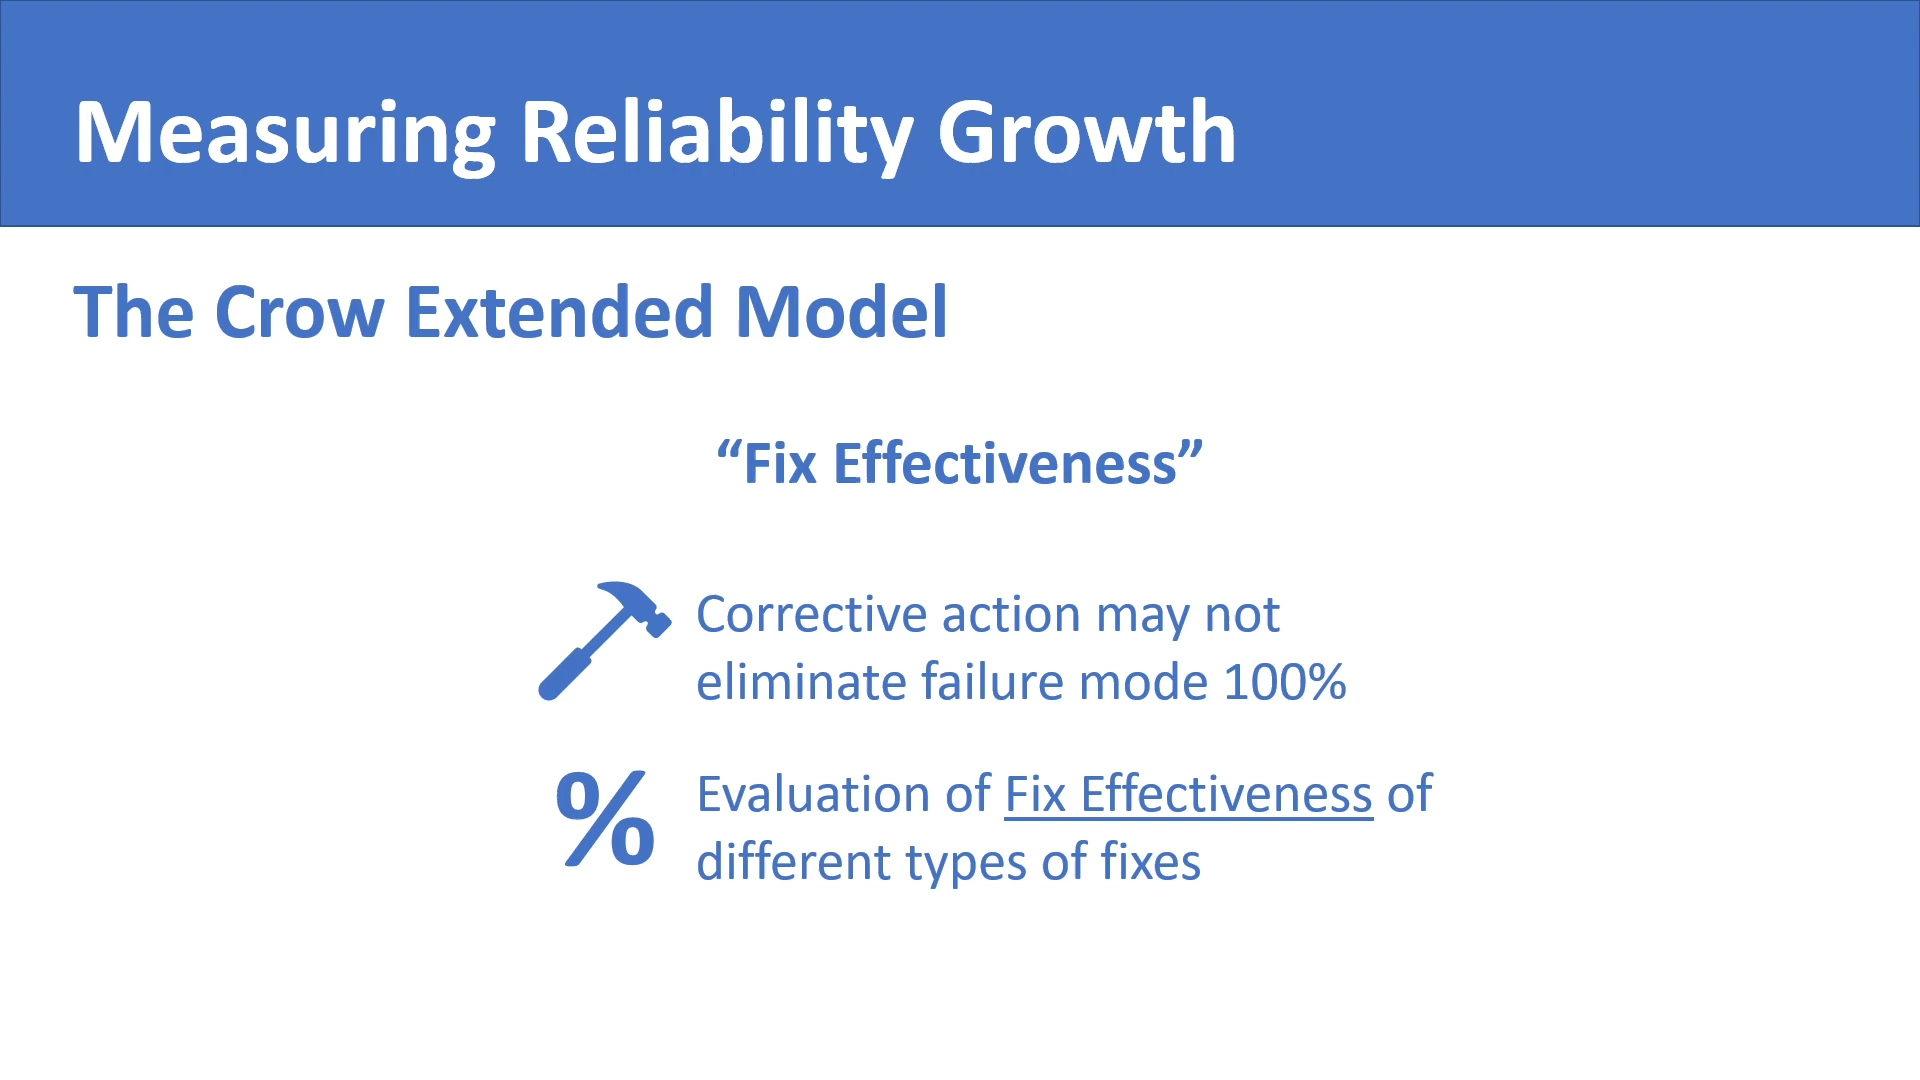 Measuring Reliability Growth
The Crow Extended Model
“Fix Effectiveness”
Corrective action may not
eliminate failure mode 100%
%
Evaluation of Fix Effectiveness of
different types of fixes